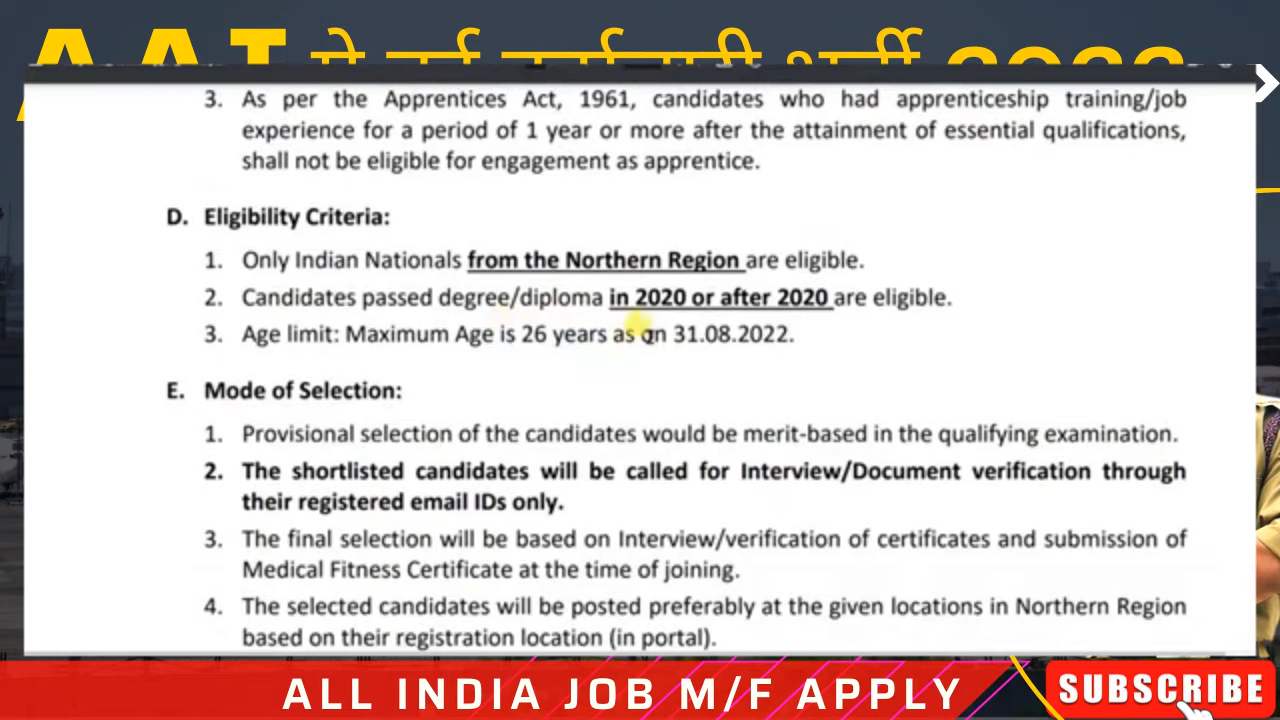 AAI में नई कर्मचारी भर्ती 2022
3. As per the Apprentices Act, 1961, candidates who had apprenticeship training/job
experience for a period of 1 year or more after the attainment of essential qualifications,
shall not be eligible for engagement as apprentice.
D. Eligibility Criteria:
1. Only Indian Nationals from the Northern Region are eligible.
2. Candidates passed degree/diploma in 2020 or after 2020 are eligible.
3. Age limit: Maximum Age is 26 years as on 31.08.2022.
E. Mode of Selection:
1. Provisional selection of the candidates would be merit-based in the qualifying examination.
2. The shortlisted candidates will be called for Interview/Document verification through
their registered email IDs only.
3. The final selection will be based on Interview/verification of certificates and submission of
Medical Fitness Certificate at the time of joining.
4. The selected candidates will be posted preferably at the given locations in Northern Region
based on their registration location (in portal).
ALL INDIA JOB M/F APPLY
SUBSCRIBE